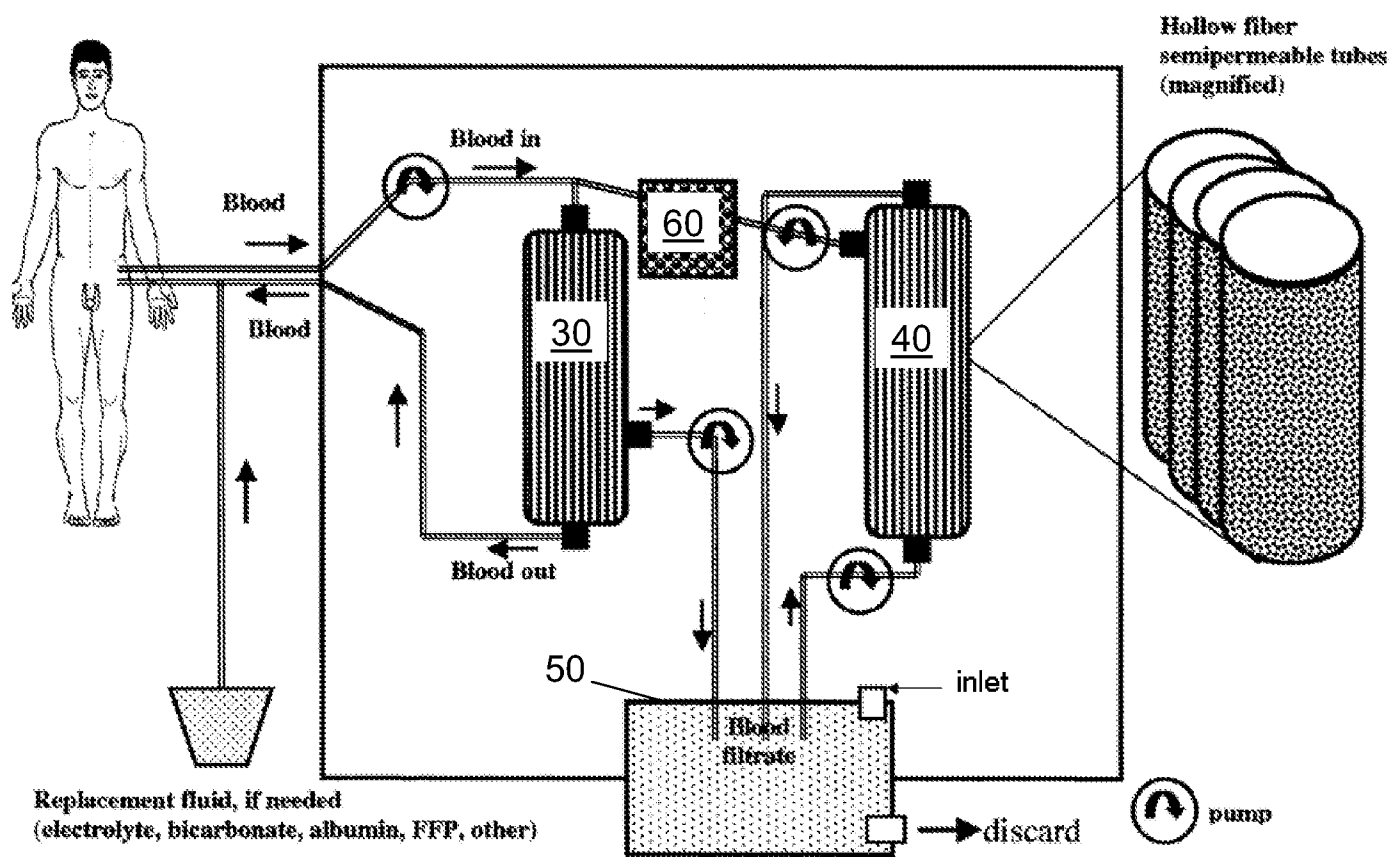 Hollow fiber
semipermeable tubes
(magnified)
Blood in
Blood
60
30
40
Blood
Blood out
50
inlet
Blood
filtrate
Replacement fluid, if needed
(electrolyte, bicarbonate, albumin, FFP, other)
discard
pump